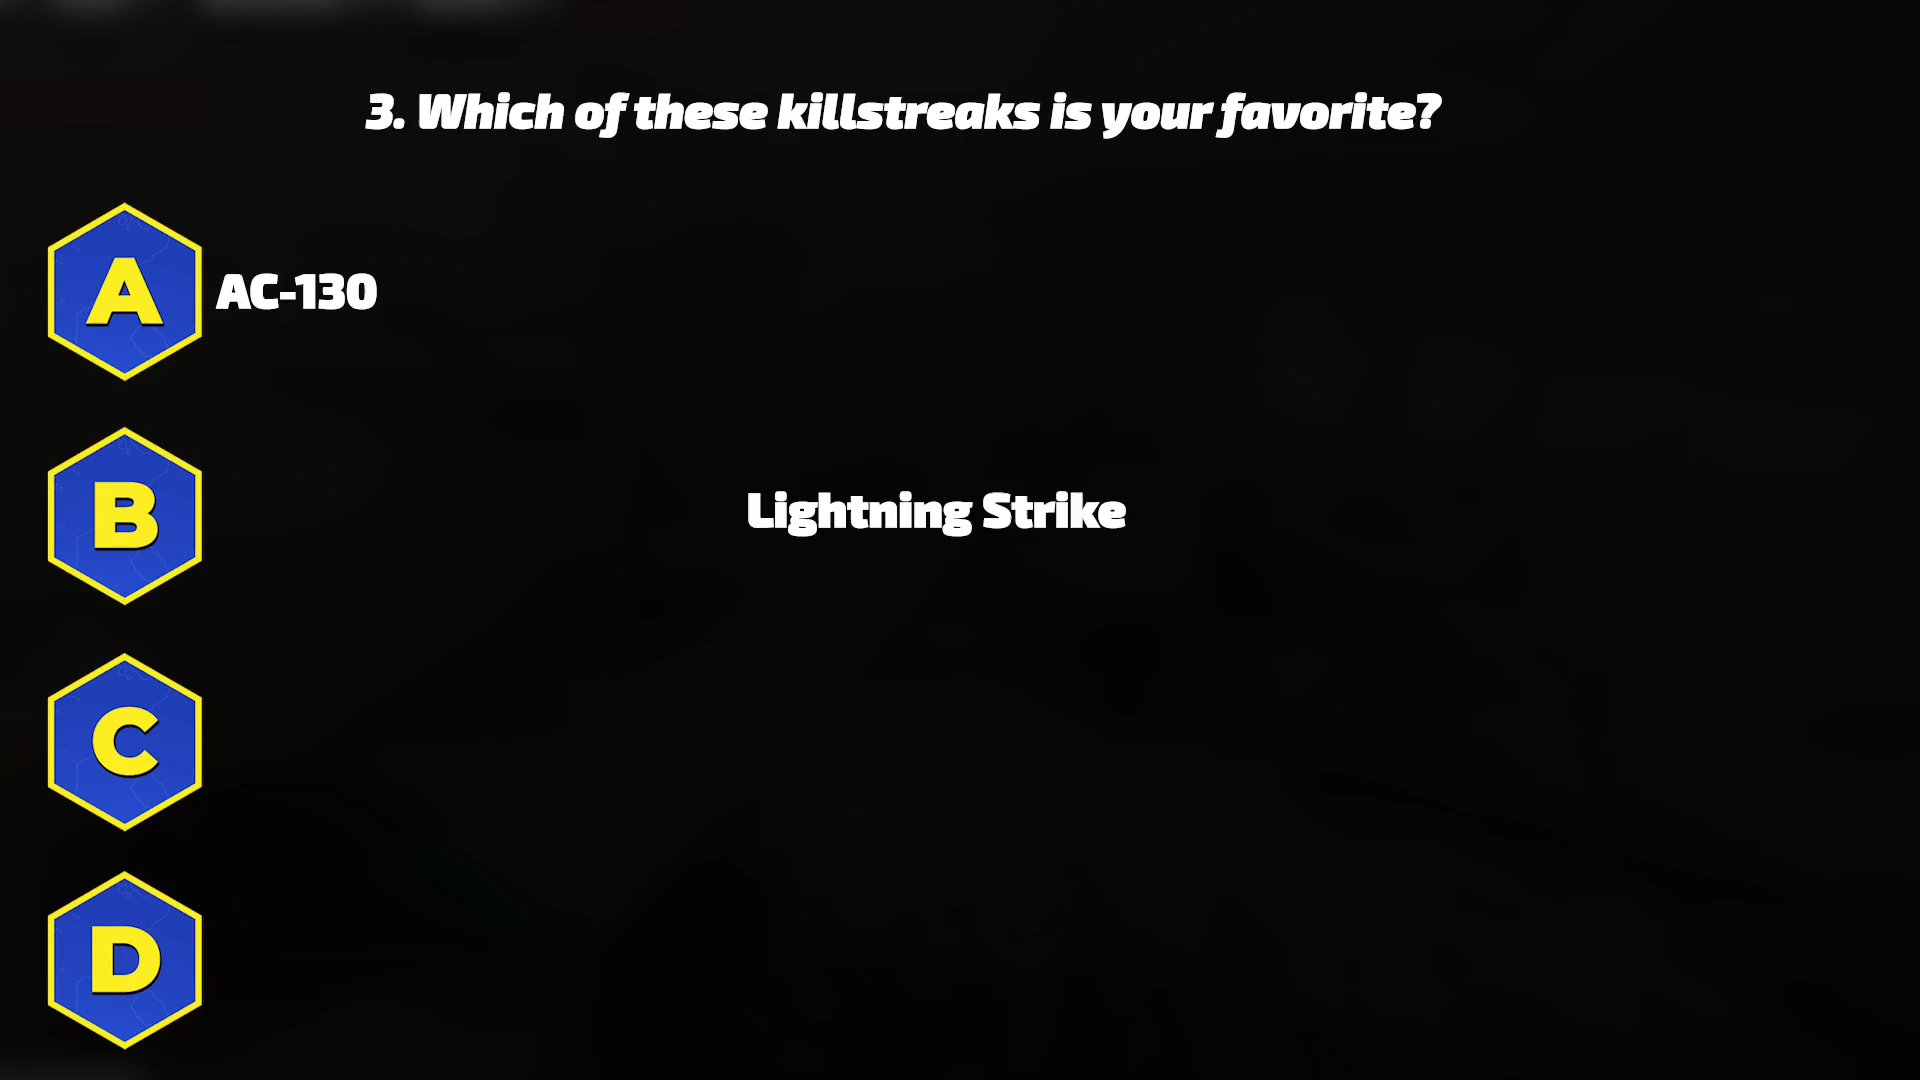 3. Which of these killstreaks is your favorite?
A AC-130
B Lightning Strike
C
D